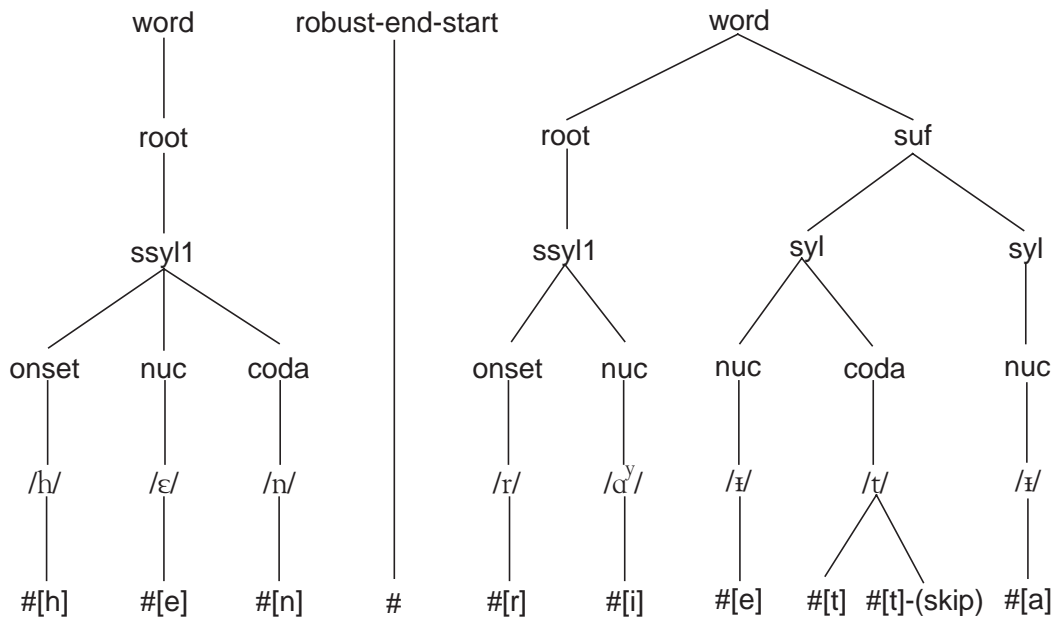 word robust-end-start word
root root suf
ssyl1 ssyl1 syl syl
onset nuc coda onset nuc nuc coda nuc
/h/ /ɛ/ /n/ /r/ /ɑʸ/ /ɨ/ /t/ /ɨ/
#[h] #[e] #[n] # #[r] #[i] #[e] #[t] #[t]-(skip) #[a]